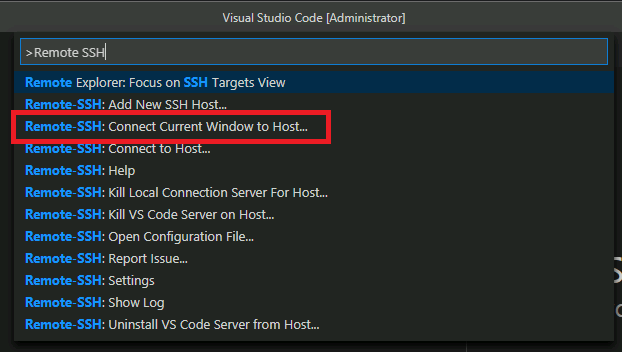 Visual Studio Code [Administrator]
>Remote SSH
Remote Explorer: Focus on SSH Targets View
Remote-SSH: Add New SSH Host...
Remote-SSH: Connect Current Window to Host...
Remote-SSH: Connect to Host...
Remote-SSH: Help
Remote-SSH: Kill Local Connection Server For Host...
Remote-SSH: Kill VS Code Server on Host...
Remote-SSH: Open Configuration File...
Remote-SSH: Report Issue...
Remote-SSH: Settings
Remote-SSH: Show Log
Remote-SSH: Uninstall VS Code Server from Host...